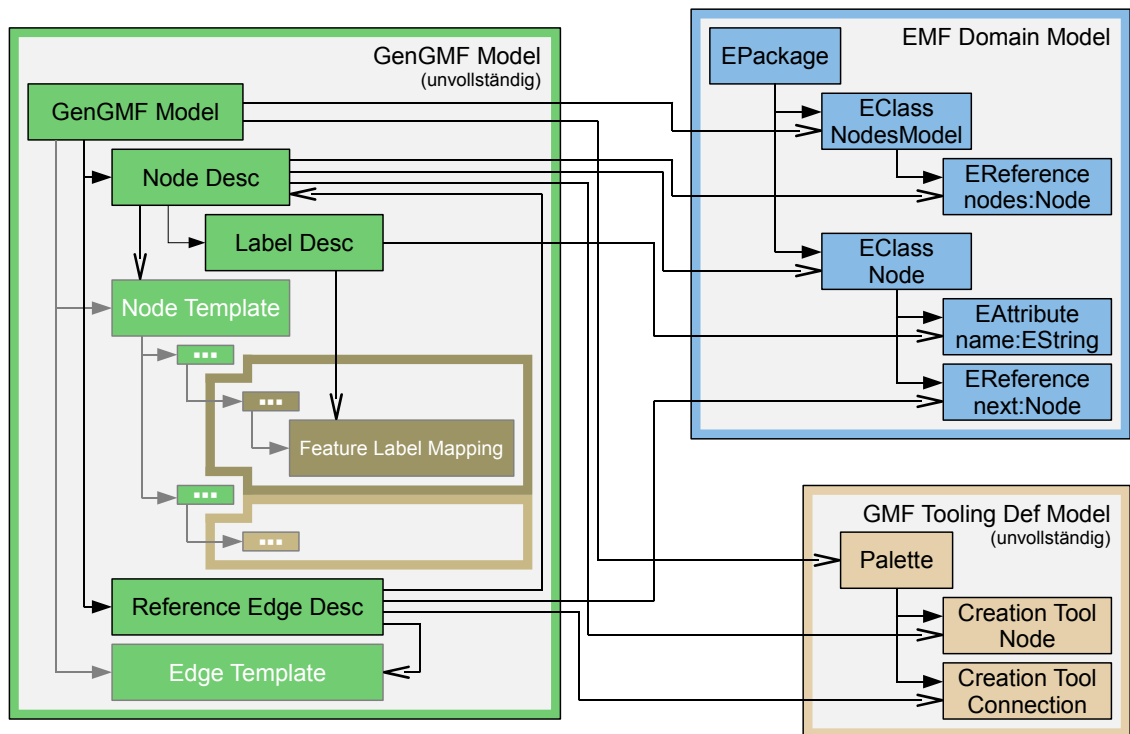 GenGMF Model
(unvollständig)
GenGMF Model
Node Desc
Label Desc
Node Template
...
...
Feature Label Mapping
...
...
Reference Edge Desc
Edge Template
EMF Domain Model
EPackage
EClass
NodesModel
EReference
nodes:Node
EClass
Node
EAttribute
name:EString
EReference
next:Node
GMF Tooling Def Model
(unvollständig)
Palette
Creation Tool
Node
Creation Tool
Connection